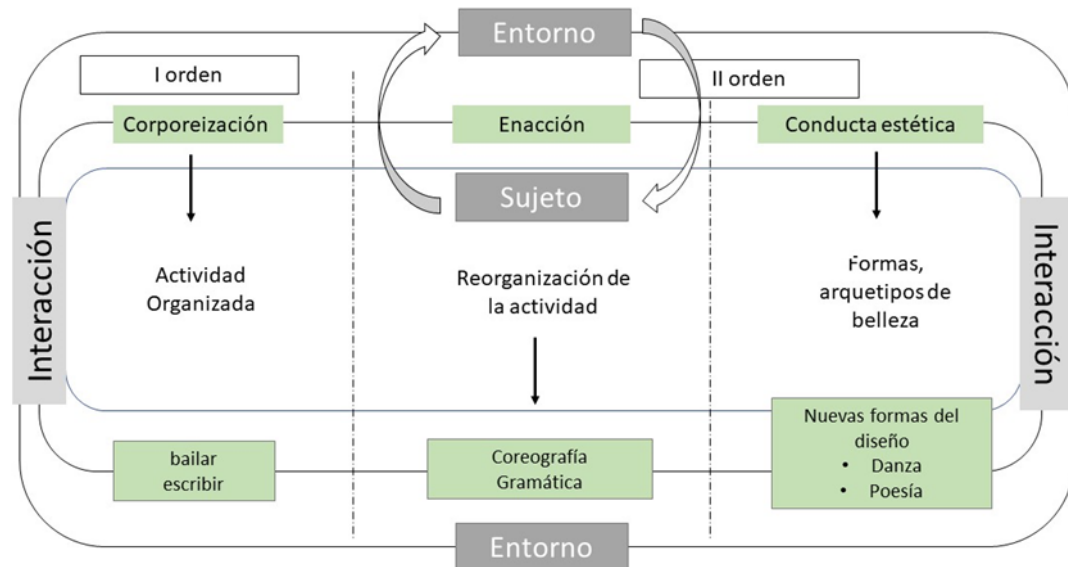 Entorno
I orden
II orden
Corporeización
Enacción
Conducta estética
Sujeto
Interacción
Interacción
Actividad
Organizada
Reorganización de
la actividad
Formas,
arquetipos de
belleza
bailar
escribir
Coreografía
Gramática
Nuevas formas del
diseño
• Danza
• Poesía
Entorno